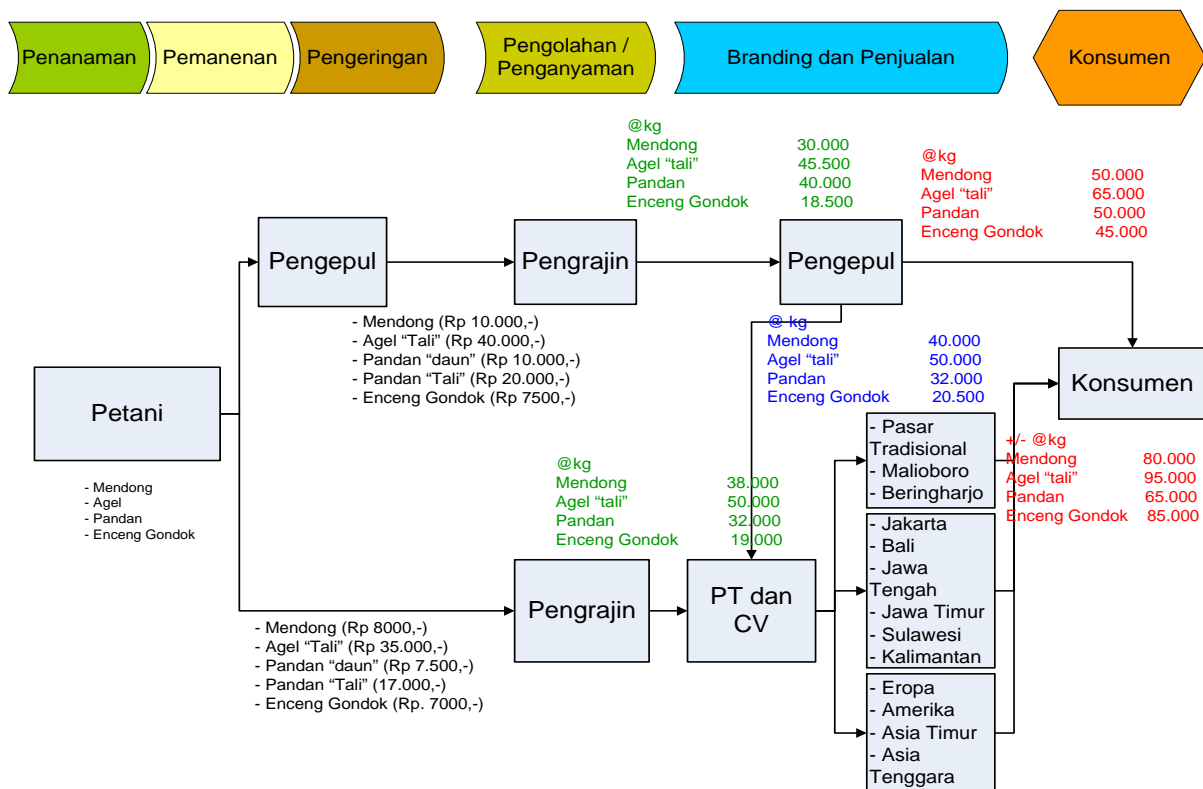 Penanaman
Pemanenan
Pengeringan
Pengolahan /
Penganyaman
Branding dan Penjualan
Konsumen
@kg
Mendong 30.000
Agel “tali” 45.500
Pandan 40.000
Enceng Gondok 18.500
@kg
Mendong 50.000
Agel “tali” 65.000
Pandan 50.000
Enceng Gondok 45.000
Pengepul
Pengrajin
Pengepul
- Mendong (Rp 10.000,-)
- Agel “Tali” (Rp 40.000,-)
- Pandan “daun” (Rp 10.000,-)
- Pandan “Tali” (Rp 20.000,-)
- Enceng Gondok (Rp 7500,-)
@ kg
Mendong 40.000
Agel “tali” 50.000
Pandan 32.000
Enceng Gondok 20.500
Petani
- Mendong
- Agel
- Pandan
- Enceng Gondok
Konsumen
- Pasar
Tradisional
- Malioboro
- Beringharjo
+/- @kg
Mendong 80.000
Agel “tali” 95.000
Pandan 65.000
Enceng Gondok 85.000
@kg
Mendong 38.000
Agel “tali” 50.000
Pandan 32.000
Enceng Gondok 19.000
Pengrajin
PT dan
CV
- Jakarta
- Bali
- Jawa
Tengah
- Jawa Timur
- Sulawesi
- Kalimantan
- Mendong (Rp 8000,-)
- Agel “Tali” (Rp 35.000,-)
- Pandan “daun” (Rp 7.500,-)
- Pandan “Tali” (17.000,-)
- Enceng Gondok (Rp. 7000,-)
- Eropa
- Amerika
- Asia Timur
- Asia
Tenggara